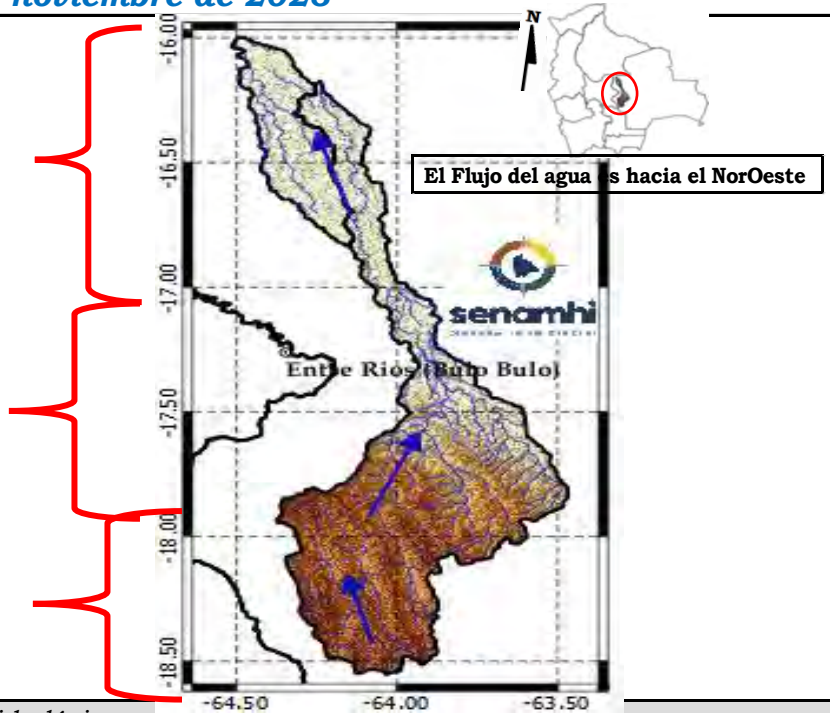 noviembre de 2023
N
El Flujo del agua es hacia el NorOeste
senamhi
Entre Rios (Bulo Bulo)
-16.00
-16.50
-17.00
-17.50
-18.00
-18.50
-64.50 -64.00 -63.50